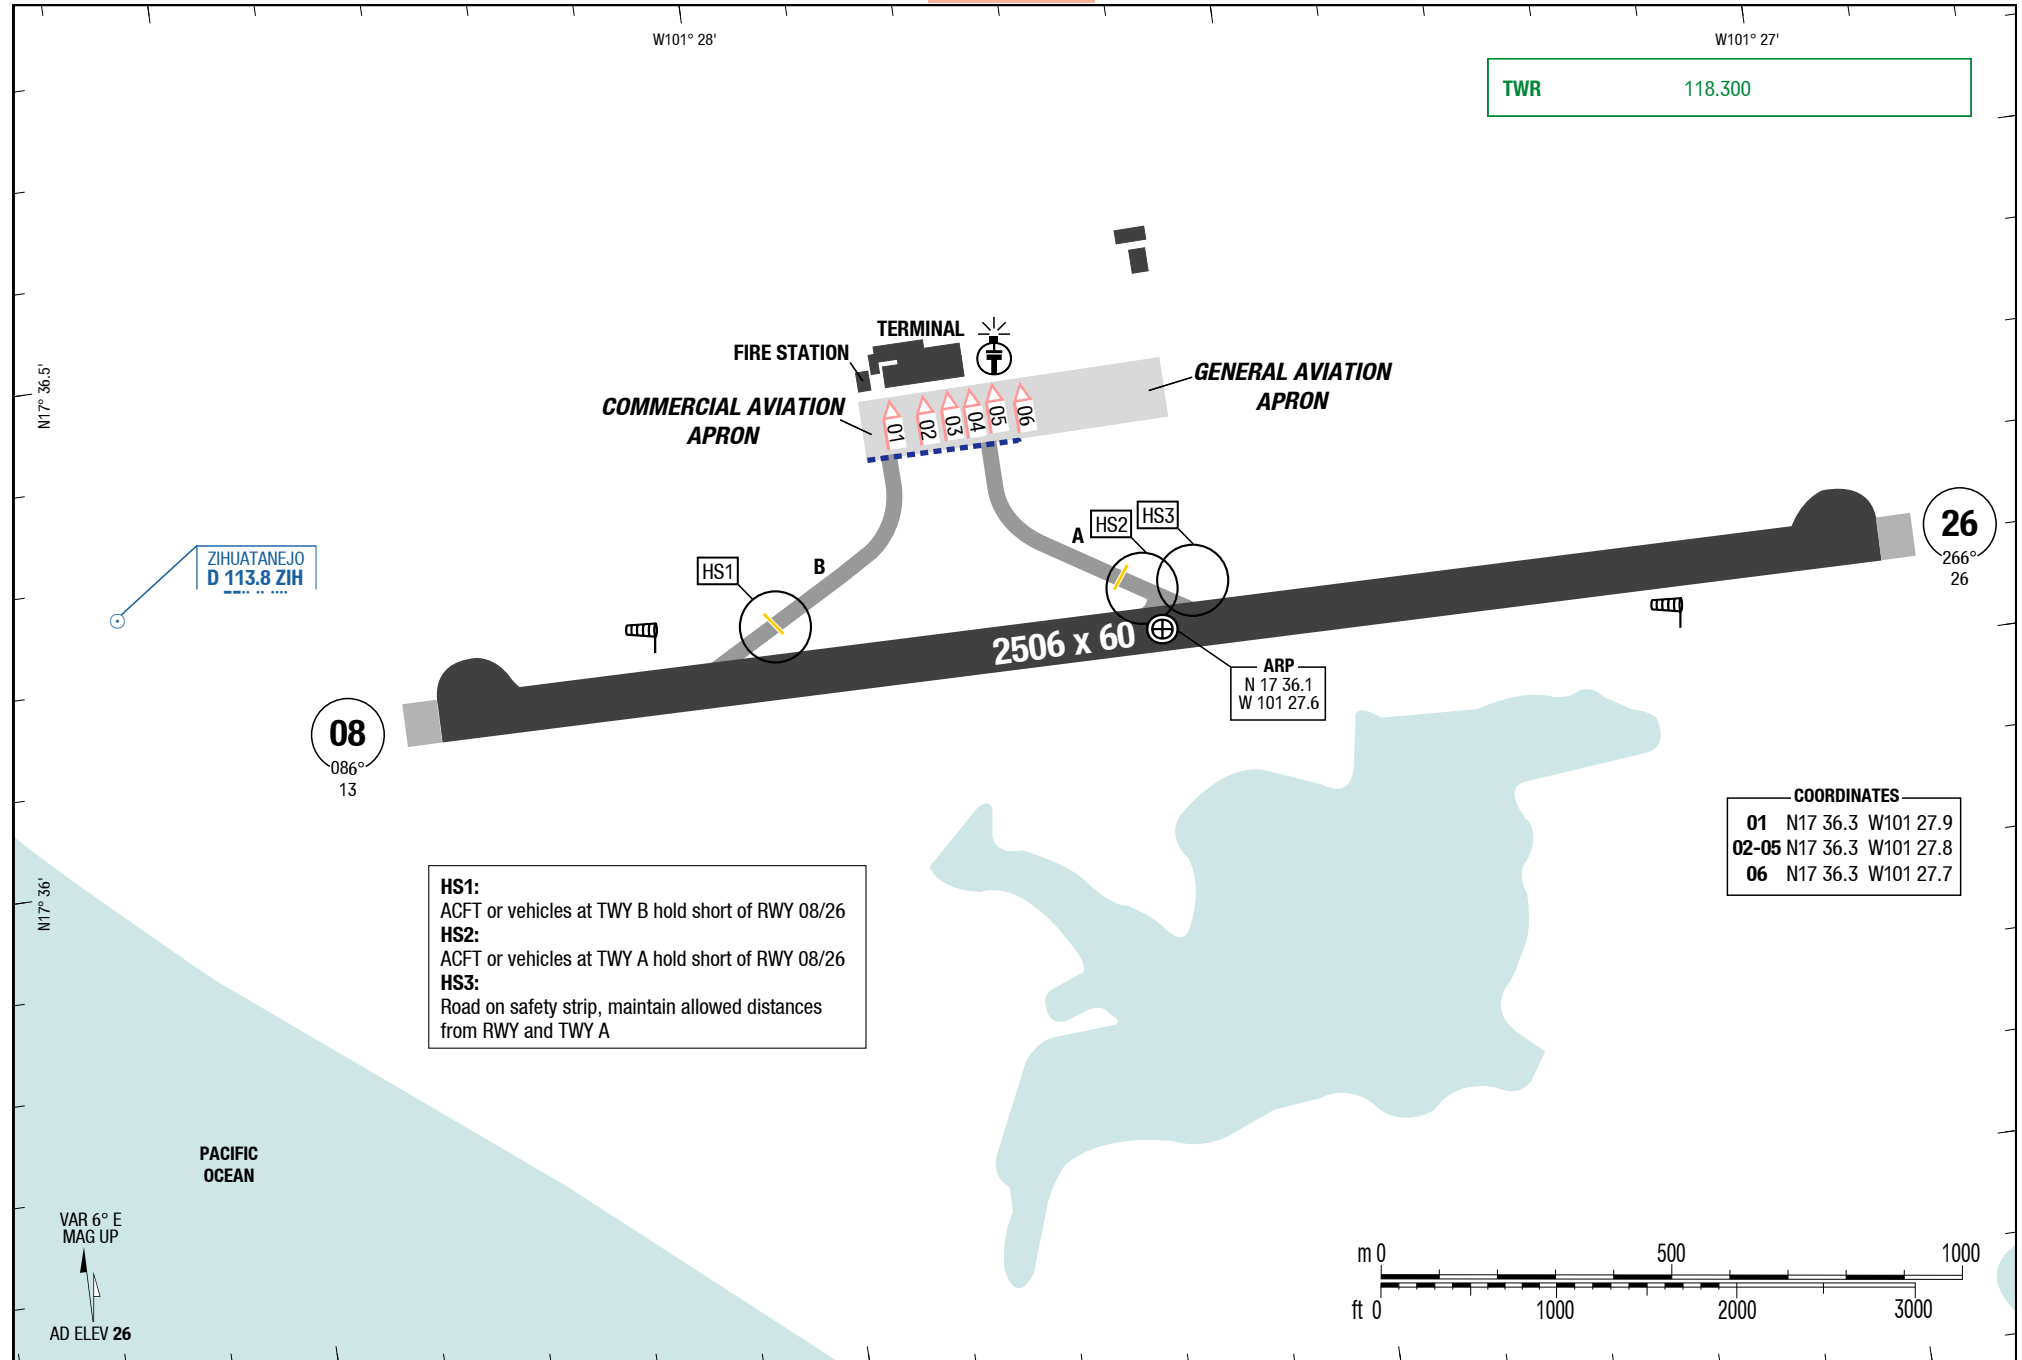 W101° 28'
W101° 27'
TWR 118.300
N17° 36.5'
TERMINAL
FIRE STATION
COMMERCIAL AVIATION
APRON
GENERAL AVIATION
APRON
01
02
03
04
05
06
ZIHUATANEJO
D 113.8 ZIH
HS1
B
A
HS2
HS3
26
266°
26
2506 x 60
ARP
N 17 36.1
W 101 27.6
08
086°
13
COORDINATES
01 N17 36.3 W101 27.9
02-05 N17 36.3 W101 27.8
06 N17 36.3 W101 27.7
N17° 36'
HS1:
ACFT or vehicles at TWY B hold short of RWY 08/26
HS2:
ACFT or vehicles at TWY A hold short of RWY 08/26
HS3:
Road on safety strip, maintain allowed distances
from RWY and TWY A
PACIFIC
OCEAN
VAR 6° E
MAG UP
AD ELEV 26
m 0 500 1000
ft 0 1000 2000 3000